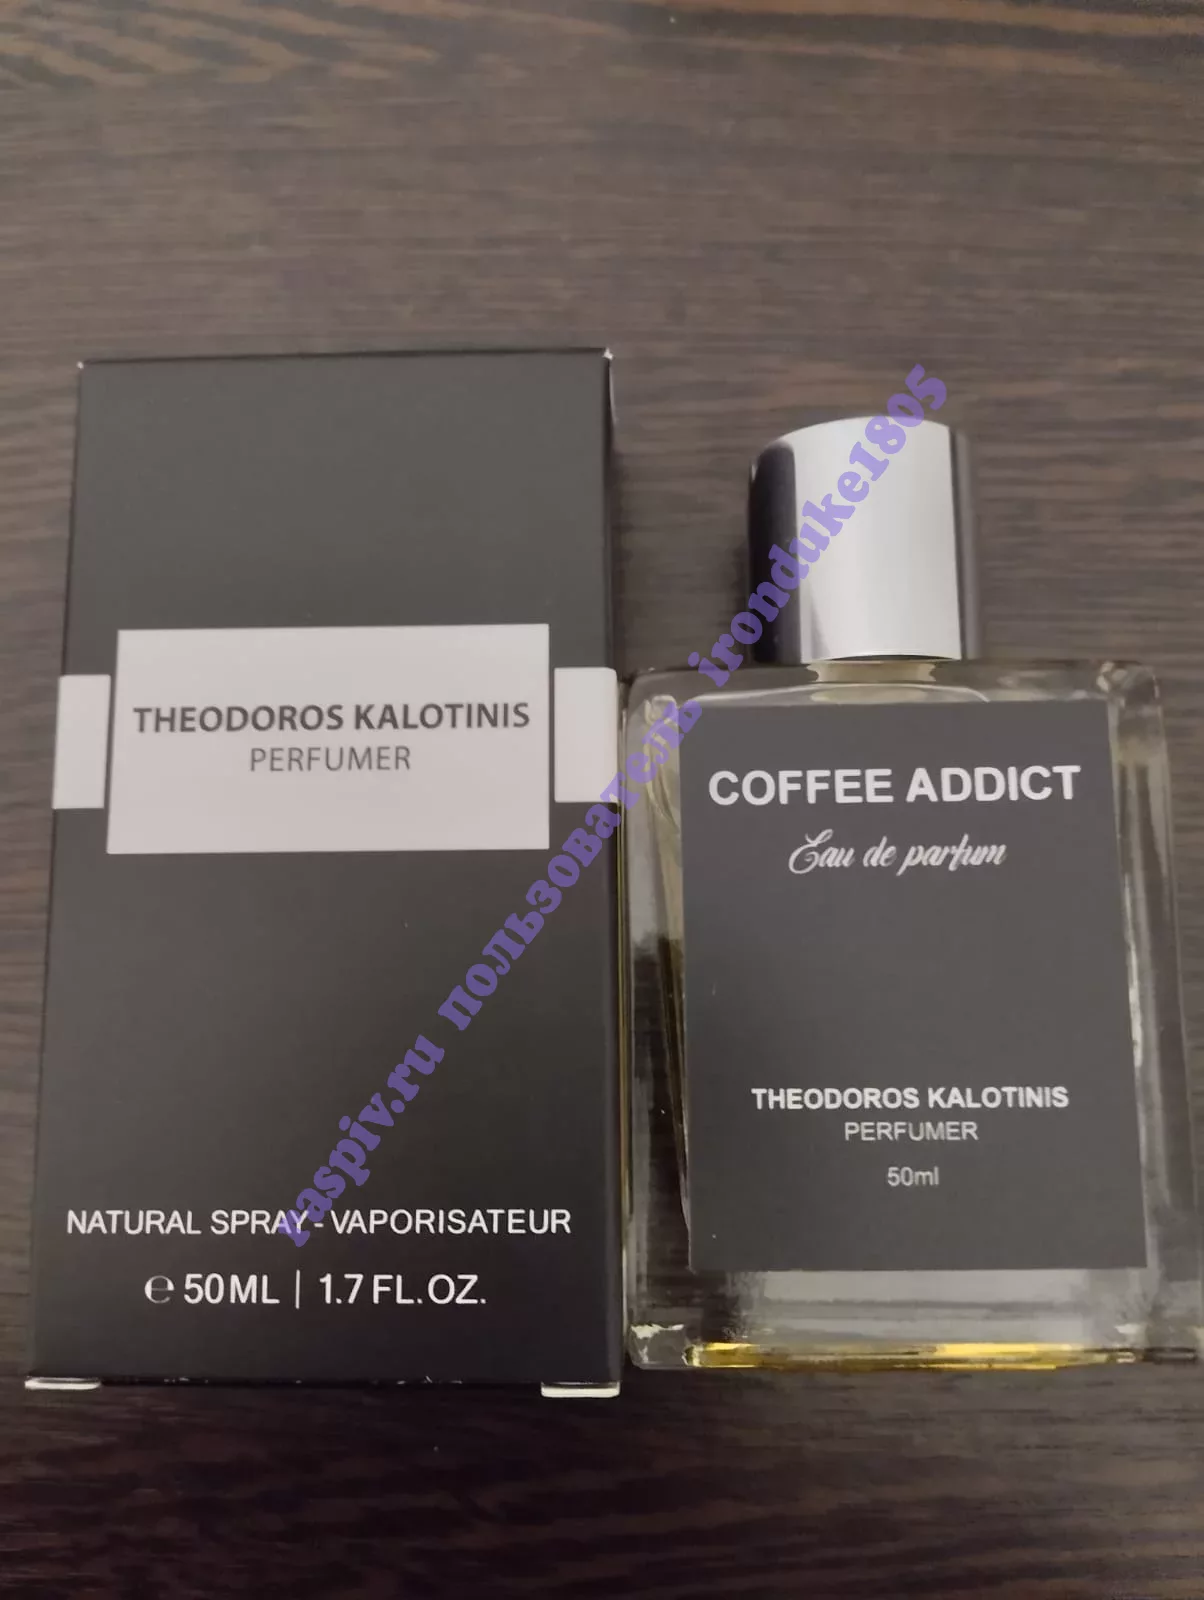 THEODOROS KALOTINIS
PERFUMER
NATURAL SPRAY - VAPORISATEUR
℮ 50ML | 1.7 FL. OZ.
COFFEE ADDICT
Eau de parfum
THEODOROS KALOTINIS
PERFUMER
50ml
raspiv.ru пользователь ironduke1805